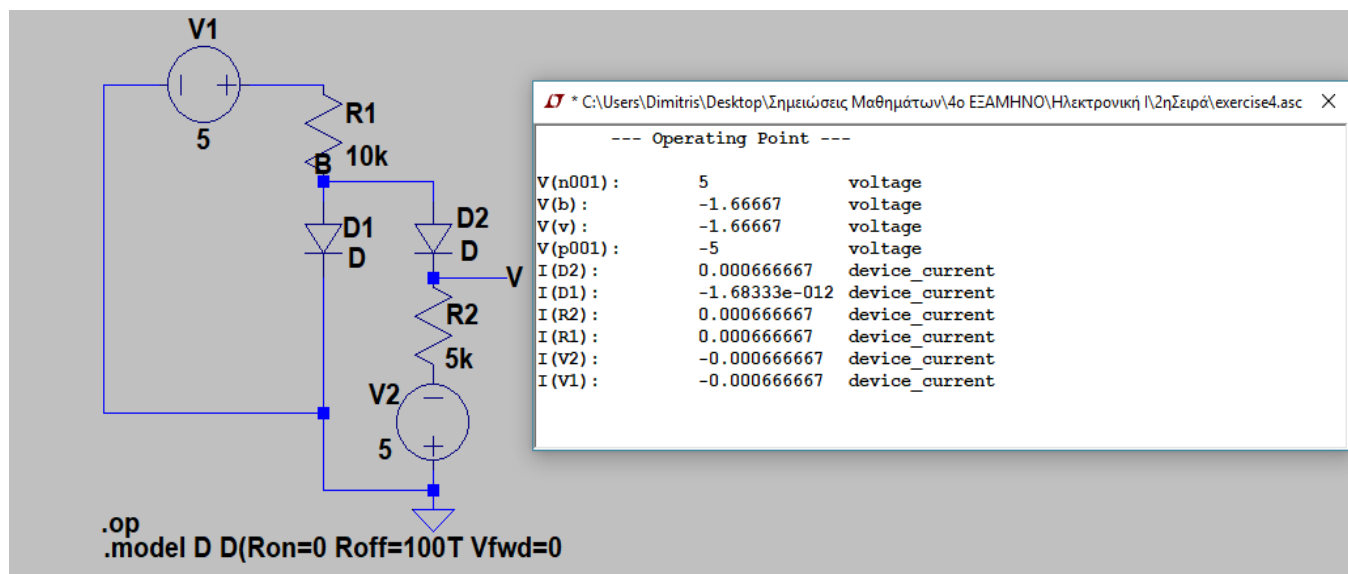 V1
5
R1
10k
B
D1
D
D2
D
V
R2
5k
V2
5
.op
.model D D(Ron=0 Roff=100T Vfwd=0
* C:\Users\Dimitris\Desktop\Σημειώσεις Μαθημάτων\4ο ΕΞΑΜΗΝΟ\Ηλεκτρονική Ι\2ηΣειρά\exercise4.asc
--- Operating Point ---
V(n001): 5 voltage
V(b): -1.66667 voltage
V(v): -1.66667 voltage
V(p001): -5 voltage
I(D2): 0.000666667 device_current
I(D1): -1.68333e-012 device_current
I(R2): 0.000666667 device_current
I(R1): 0.000666667 device_current
I(V2): -0.000666667 device_current
I(V1): -0.000666667 device_current